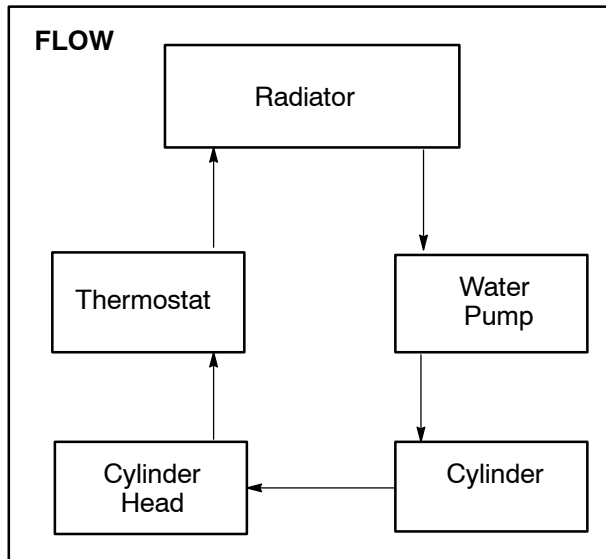 FLOW
Radiator
Thermostat
Water
Pump
Cylinder
Head
Cylinder